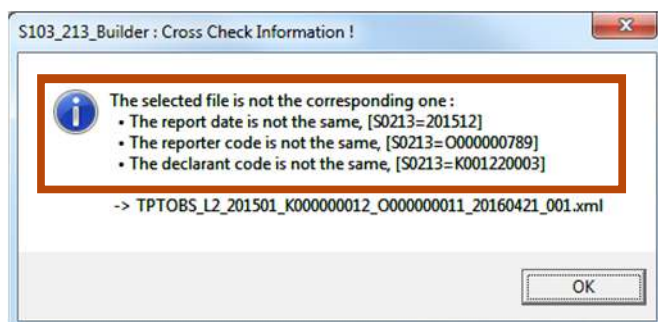 S103_213_Builder : Cross Check Information !
The selected file is not the corresponding one :
• The report date is not the same, [S0213=201512]
• The reporter code is not the same, [S0213=O000000789]
• The declarant code is not the same, [S0213=K001220003]
-> TPTOBS_L2_201501_K000000012_O000000011_20160421_001.xml
OK